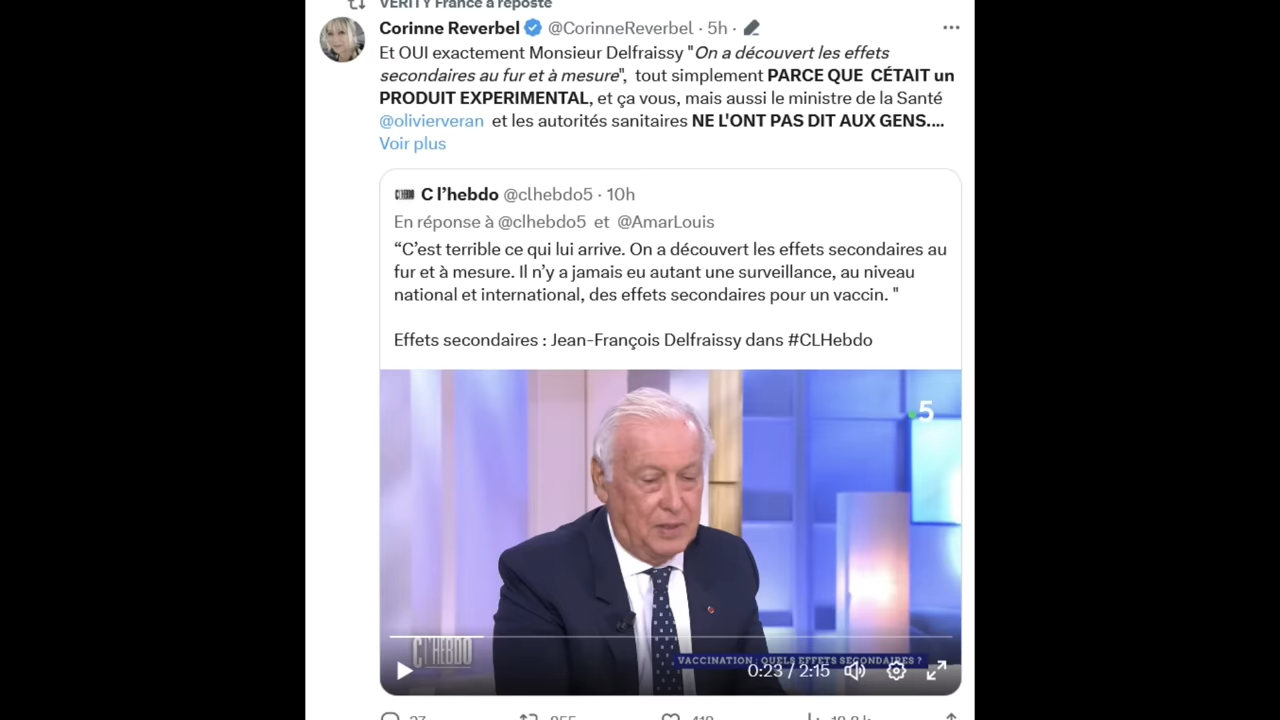 VERITY France a reposté
Corinne Reverbel @CorinneReverbel · 5h ·
Et OUI exactement Monsieur Delfraissy "On a découvert les effets
secondaires au fur et à mesure", tout simplement PARCE QUE CÉTAIT un
PRODUIT EXPERIMENTAL, et ça vous, mais aussi le ministre de la Santé
@olivierveran et les autorités sanitaires NE L'ONT PAS DIT AUX GENS....
Voir plus
C l’hebdo @clhebdo5 · 10h
En réponse à @clhebdo5 et @AmarLouis
“C’est terrible ce qui lui arrive. On a découvert les effets secondaires au
fur et à mesure. Il n’y a jamais eu autant une surveillance, au niveau
national et international, des effets secondaires pour un vaccin. "
Effets secondaires : Jean-François Delfraissy dans #CLHebdo
5
C l'HEBDO
VACCINATION : QUELS EFFETS SECONDAIRES ?
0:23 / 2:15